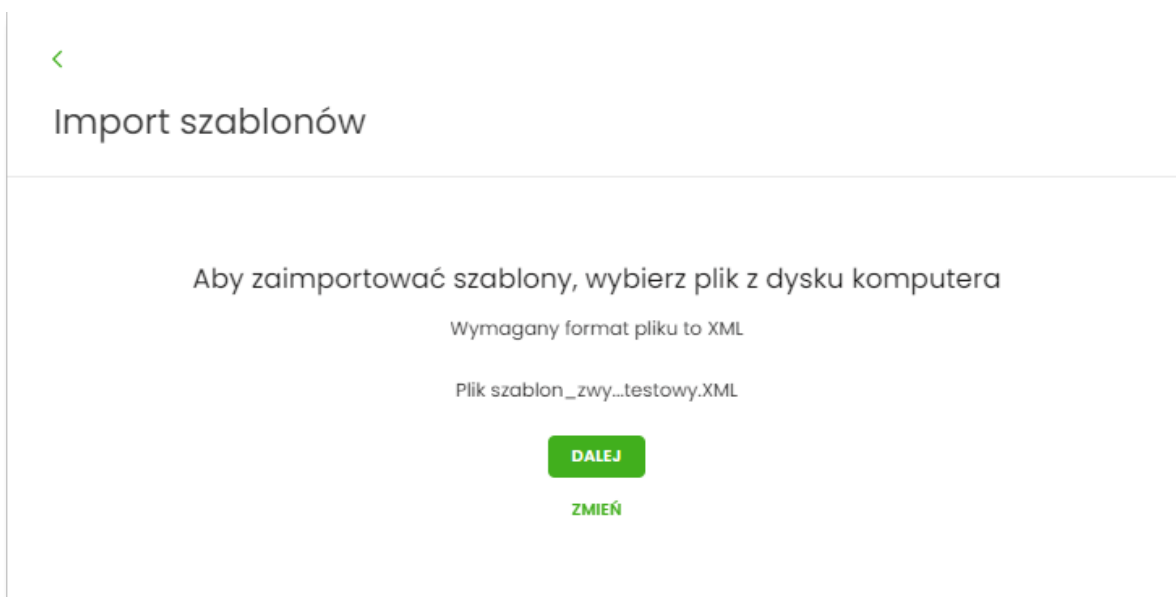 Import szablonów
Aby zaimportować szablony, wybierz plik z dysku komputera
Wymagany format pliku to XML
Plik szablon_zwy...testowy.XML
DALEJ
ZMIEŃ